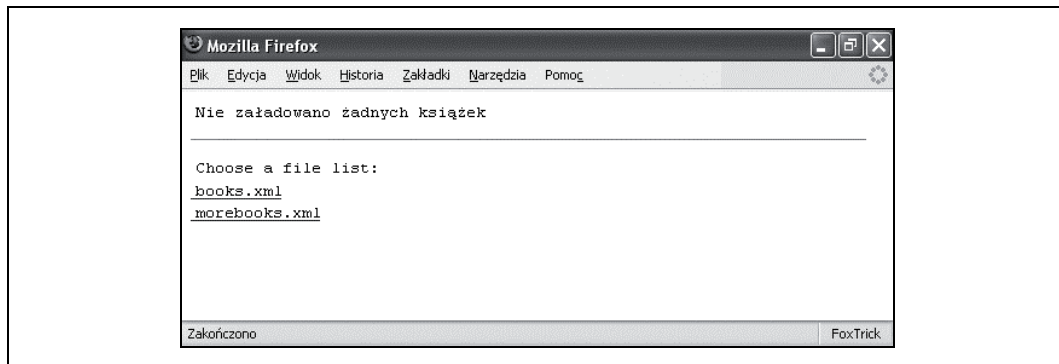 Mozilla Firefox
Plik Edycja Widok Historia Zakładki Narzędzia Pomoc
Nie załadowano żadnych książek
Choose a file list:
books.xml
morebooks.xml
Zakończono FoxTrick